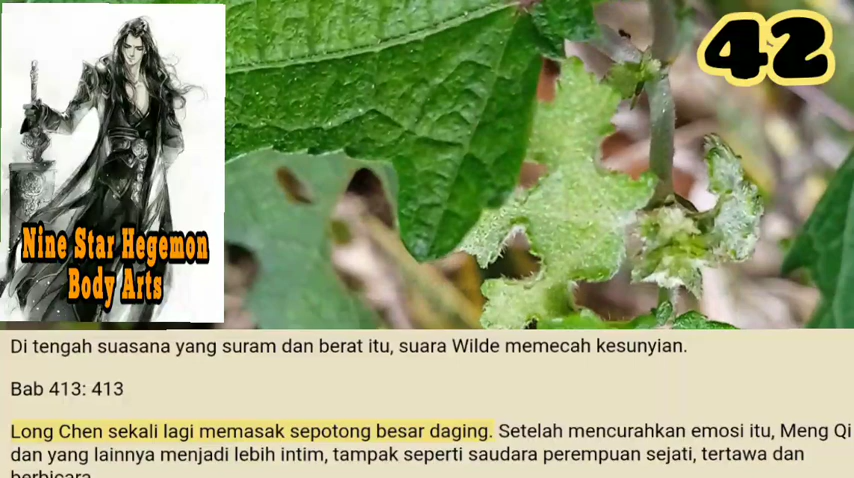 42
Nine Star Hegemon
Body Arts
Di tengah suasana yang suram dan berat itu, suara Wilde memecah kesunyian.
Bab 413: 413
Long Chen sekali lagi memasak sepotong besar daging. Setelah mencurahkan emosi itu, Meng Qi
dan yang lainnya menjadi lebih intim, tampak seperti saudara perempuan sejati, tertawa dan
berbicara